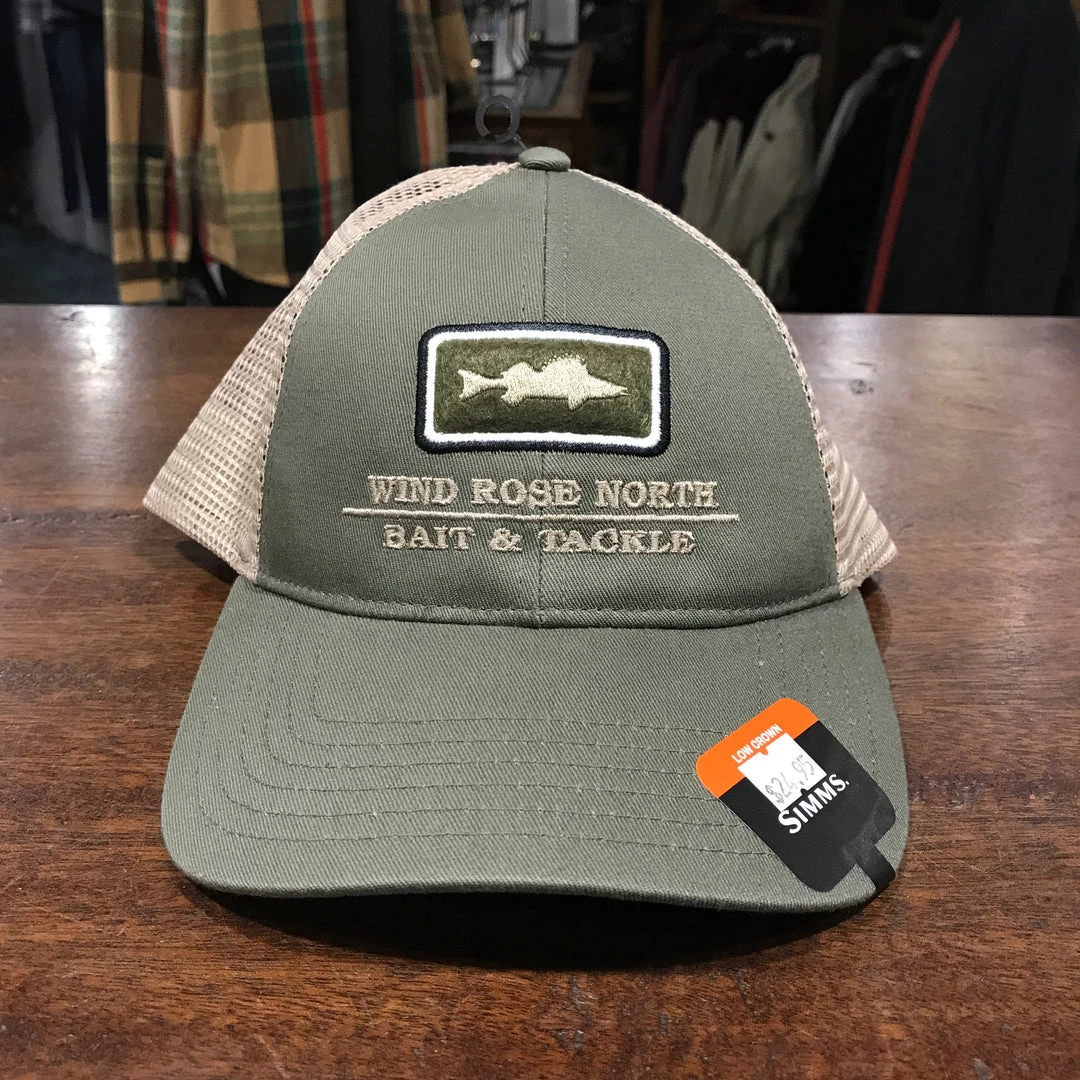 WIND ROSE NORTH
BAIT & TACKLE
LOW CROWN
$24.95
SIMMS.